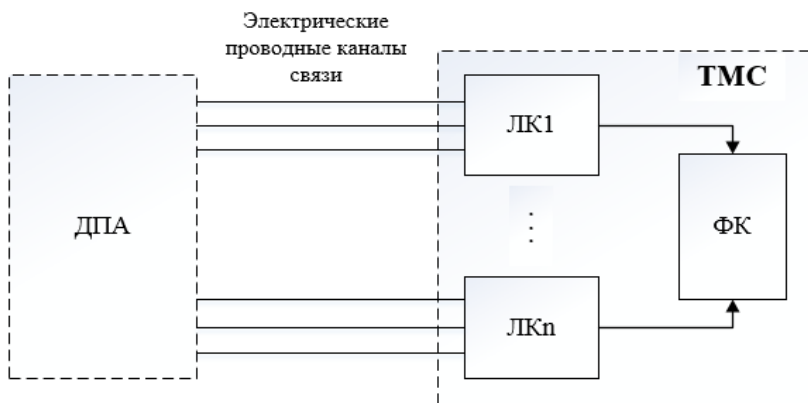 Электрические
проводные каналы
связи
ТМС
ЛК1
ДПА
⋮
ФК
ЛКn